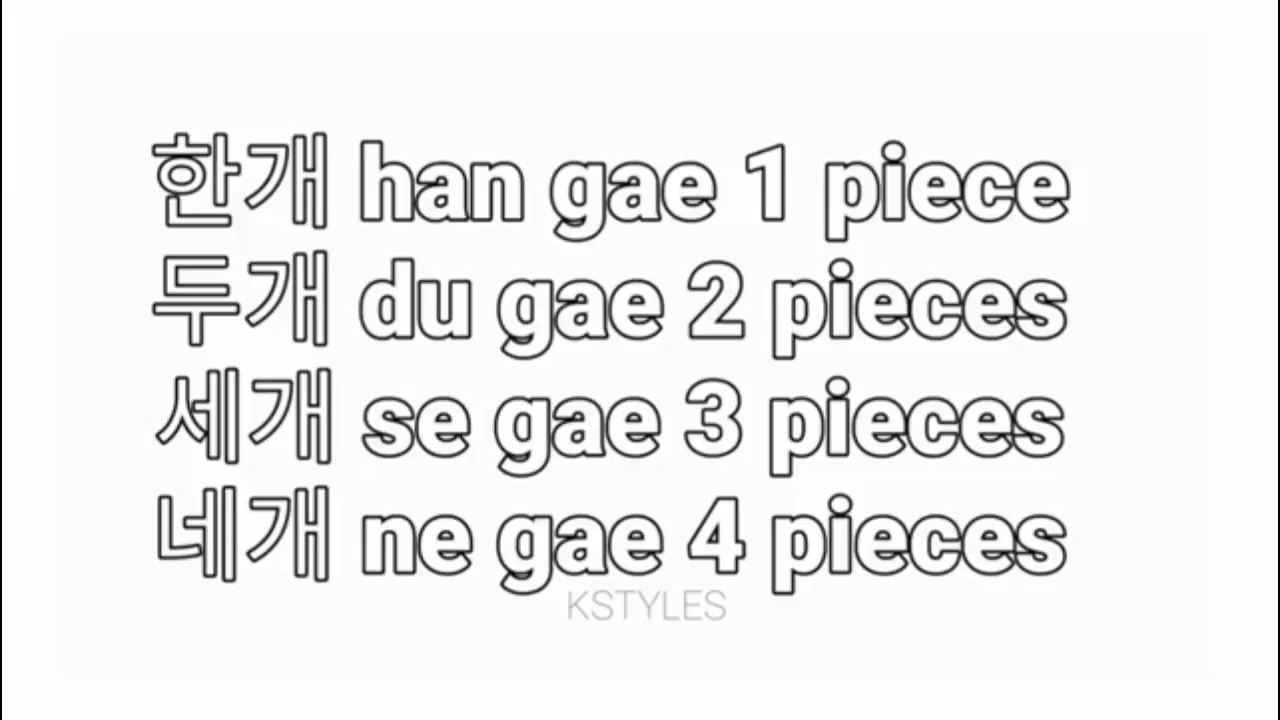 한개 han gae 1 piece
두개 du gae 2 pieces
세개 se gae 3 pieces
네개 ne gae 4 pieces
KSTYLES